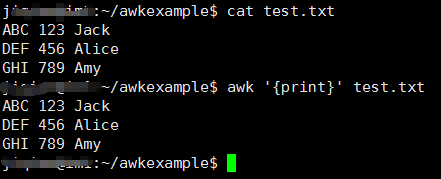 :~/awkexample$ cat test.txt
ABC 123 Jack
DEF 456 Alice
GHI 789 Amy
:~/awkexample$ awk '{print}' test.txt
ABC 123 Jack
DEF 456 Alice
GHI 789 Amy
:~/awkexample$